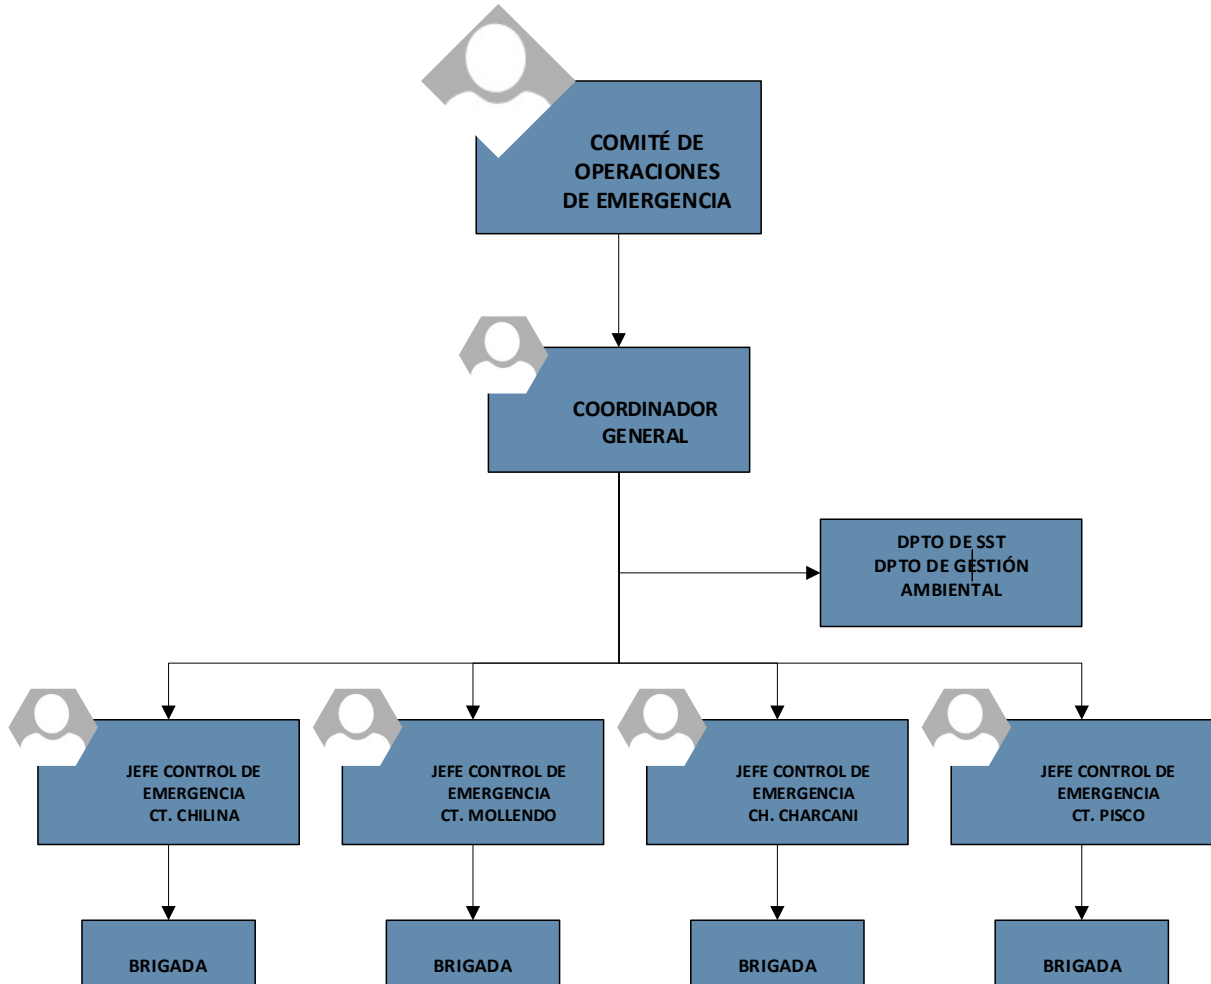 COMITÉ DE
OPERACIONES
DE EMERGENCIA
COORDINADOR
GENERAL
DPTO DE SST
DPTO DE GESTIÓN
AMBIENTAL
JEFE CONTROL DE
EMERGENCIA
CT. CHILINA
JEFE CONTROL DE
EMERGENCIA
CT. MOLLENDO
JEFE CONTROL DE
EMERGENCIA
CH. CHARCANI
JEFE CONTROL DE
EMERGENCIA
CT. PISCO
BRIGADA
BRIGADA
BRIGADA
BRIGADA